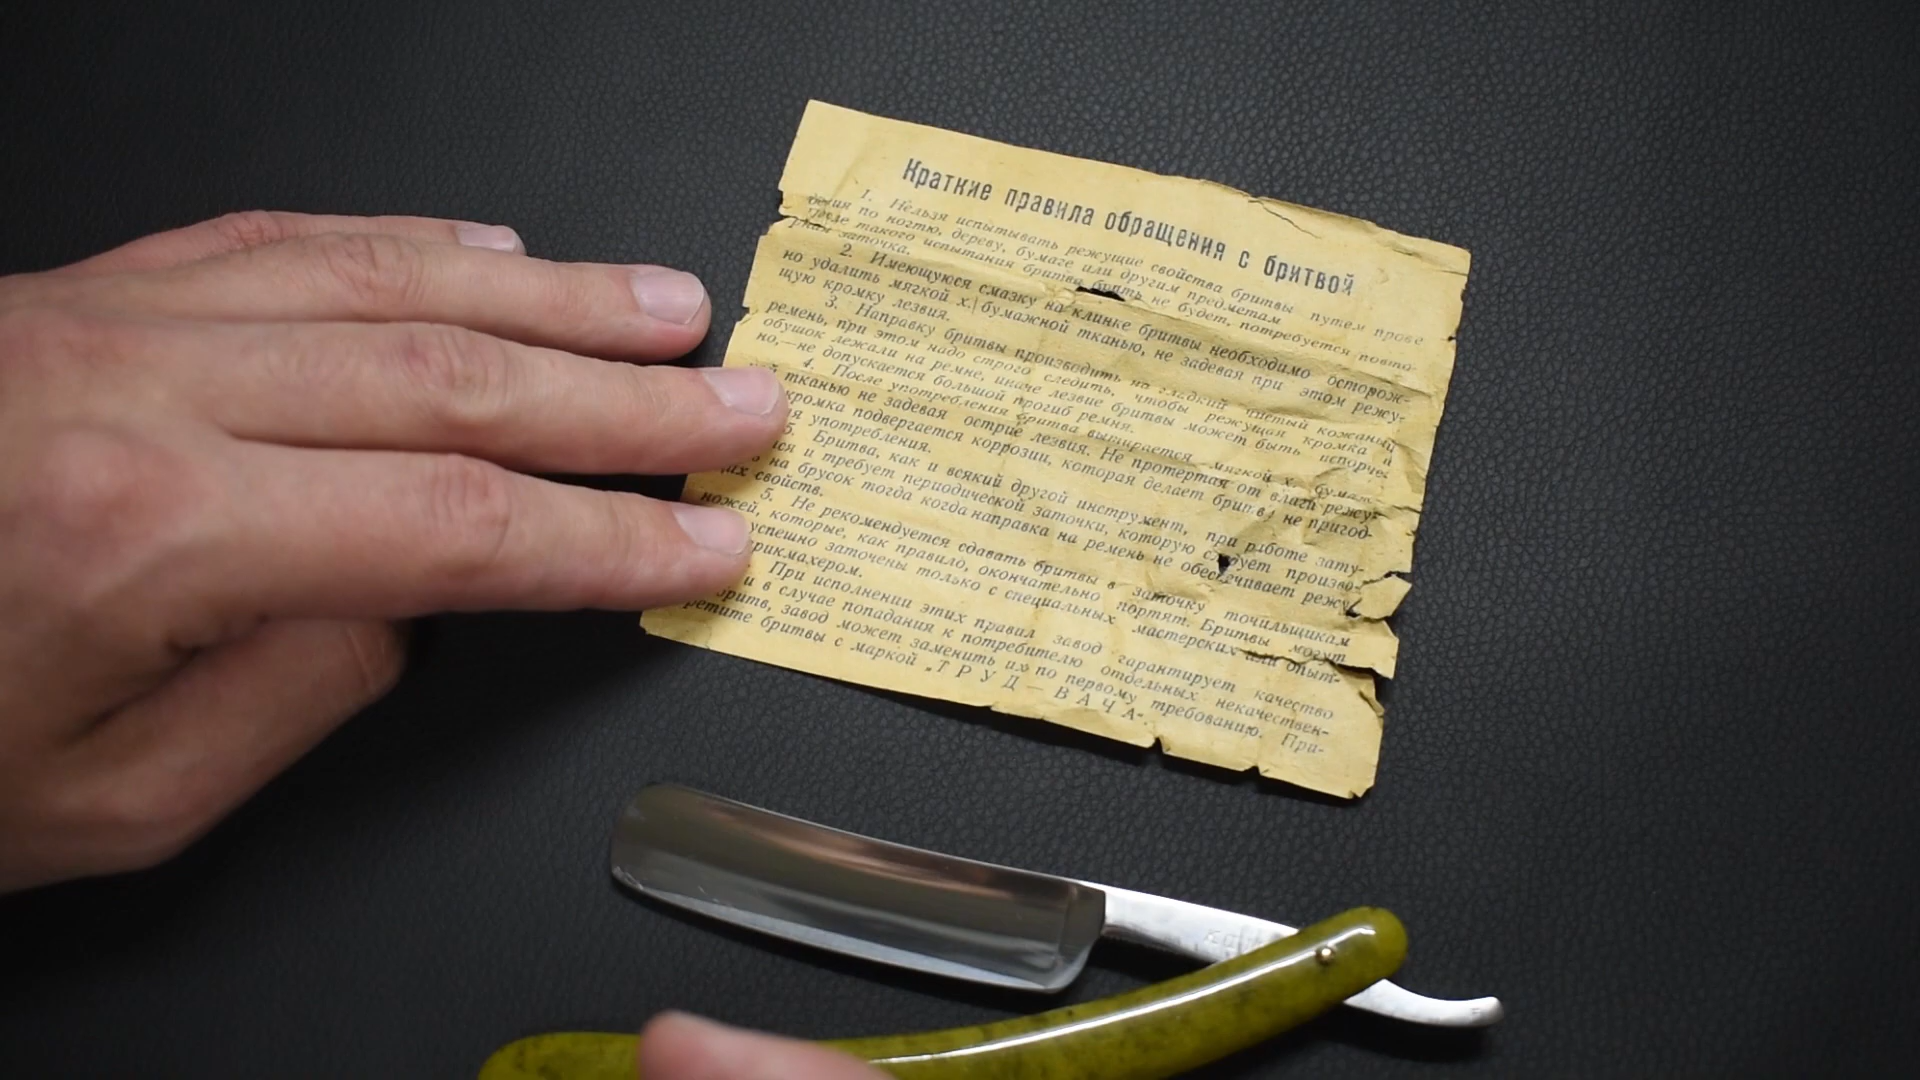 Краткие правила обращения с бритвой
1. Нельзя испытывать режущие свойства бритвы путем прове
дения по ногтю, дереву, бумаге или другим предметам
После такого испытания бритва брить не будет, потребуется повто
заточка.
2. Имеющуюся смазку на клинке бритвы необходимо осторож-
но удалить мягкой х. бумажной тканью, не задевая при этом режу-
щую кромку лезвия.
3. Направку бритвы производить на гладкий чистый кожаный
ремень, при этом надо строго следить, чтобы режущая кромка и
обушок лежали на ремне, иначе лезвие бритвы может быть испорче-
но,—не допускается большой прогиб ремня.
4. После употребления бритва вытирается мягкой х. бумаж-
й тканью не задевая острие лезвия. Не протертая от влаги режу-
кромка подвергается коррозии, которая делает бритву не пригод-
употребления.
5. Бритва, как и всякий другой инструмент, при работе зату-
ся и требует периодической заточки, которую следует произво-
на брусок тогда когда направка на ремень не обеспечивает режу-
щих свойств.
5. Не рекомендуется сдавать бритвы в заточку точильщикам
ножей, которые, как правило, окончательно портят. Бритвы могут
успешно заточены только с специальных мастерских или опыт-
рикмахером.
При исполнении этих правил завод гарантирует качество
и в случае попадания к потребителю отдельных некачествен-
бритв, завод может заменить их по первому требованию. При-
ретите бритвы с маркой „ТРУД—ВАЧА“.